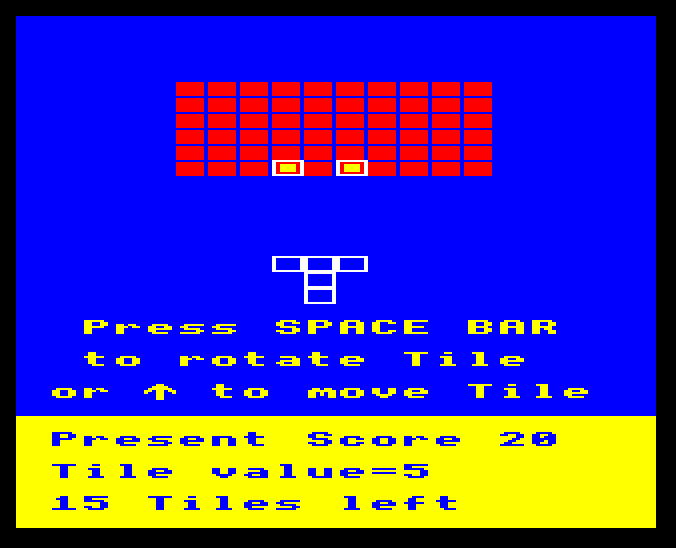 Press SPACE BAR
to rotate Tile
or ↑ to move Tile
Present Score 20
Tile value=5
15 Tiles left